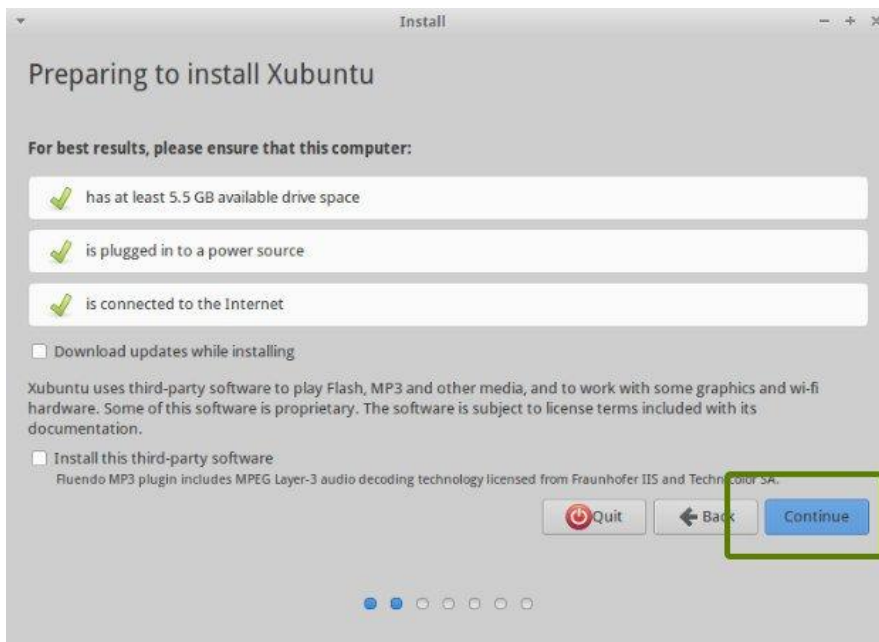 Install
Preparing to install Xubuntu
For best results, please ensure that this computer:
has at least 5.5 GB available drive space
is plugged in to a power source
is connected to the Internet
Download updates while installing
Xubuntu uses third-party software to play Flash, MP3 and other media, and to work with some graphics and wi-fi
hardware. Some of this software is proprietary. The software is subject to license terms included with its
documentation.
Install this third-party software
Fluendo MP3 plugin includes MPEG Layer-3 audio decoding technology licensed from Fraunhofer IIS and Technicolor SA.
Quit Back Continue